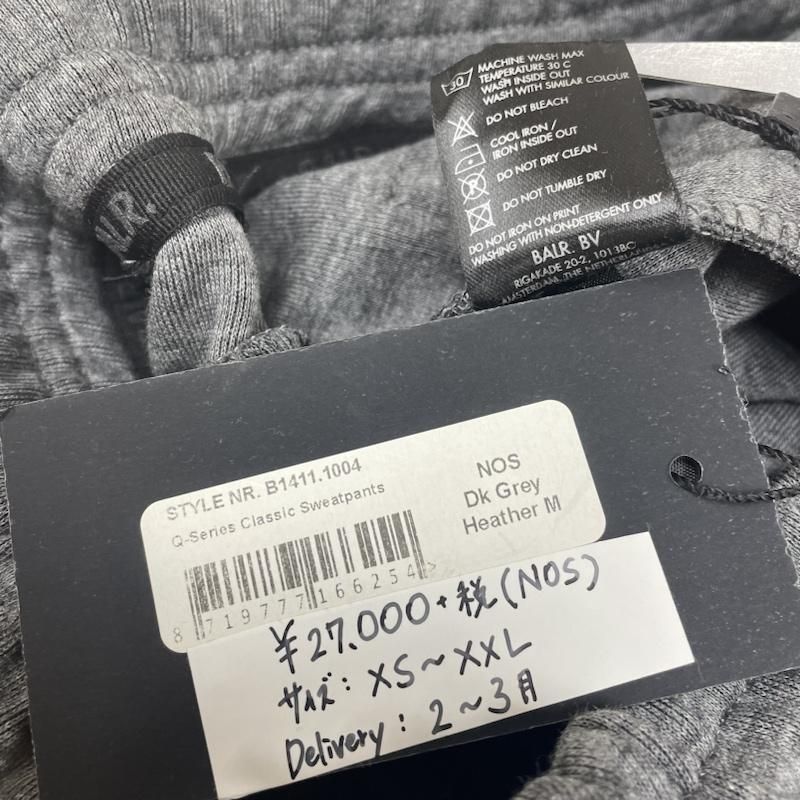 30
MACHINE WASH MAX
TEMPERATURE 30 C
WASH INSIDE OUT
WASH WITH SIMILAR COLOUR
DO NOT BLEACH
COOL IRON /
IRON INSIDE OUT
DO NOT DRY CLEAN
DO NOT TUMBLE DRY
DO NOT IRON ON PRINT
WASHING WITH NON-DETERGENT ONLY
BALR. BV
RIGAKADE 20-2, 1013BC
AMSTERDAM, THE NETHERLANDS
STYLE NR. B1411.1004
Q-Series Classic Sweatpants
NOS
Dk Grey
Heather M
8 719777 166254 >
¥27.000+税(NOS)
サイズ: XS～XXL
Delivery: 2～3月